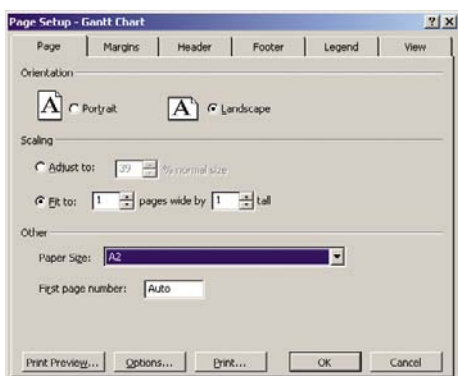 Page Setup - Gantt Chart
Page Margins Header Footer Legend View
Orientation
A Portrait A Landscape
Scaling
Adjust to: 39 % normal size
Fit to: 1 pages wide by 1 tall
Other
Paper Size: A2
First page number: Auto
Print Preview... Options... Print... OK Cancel